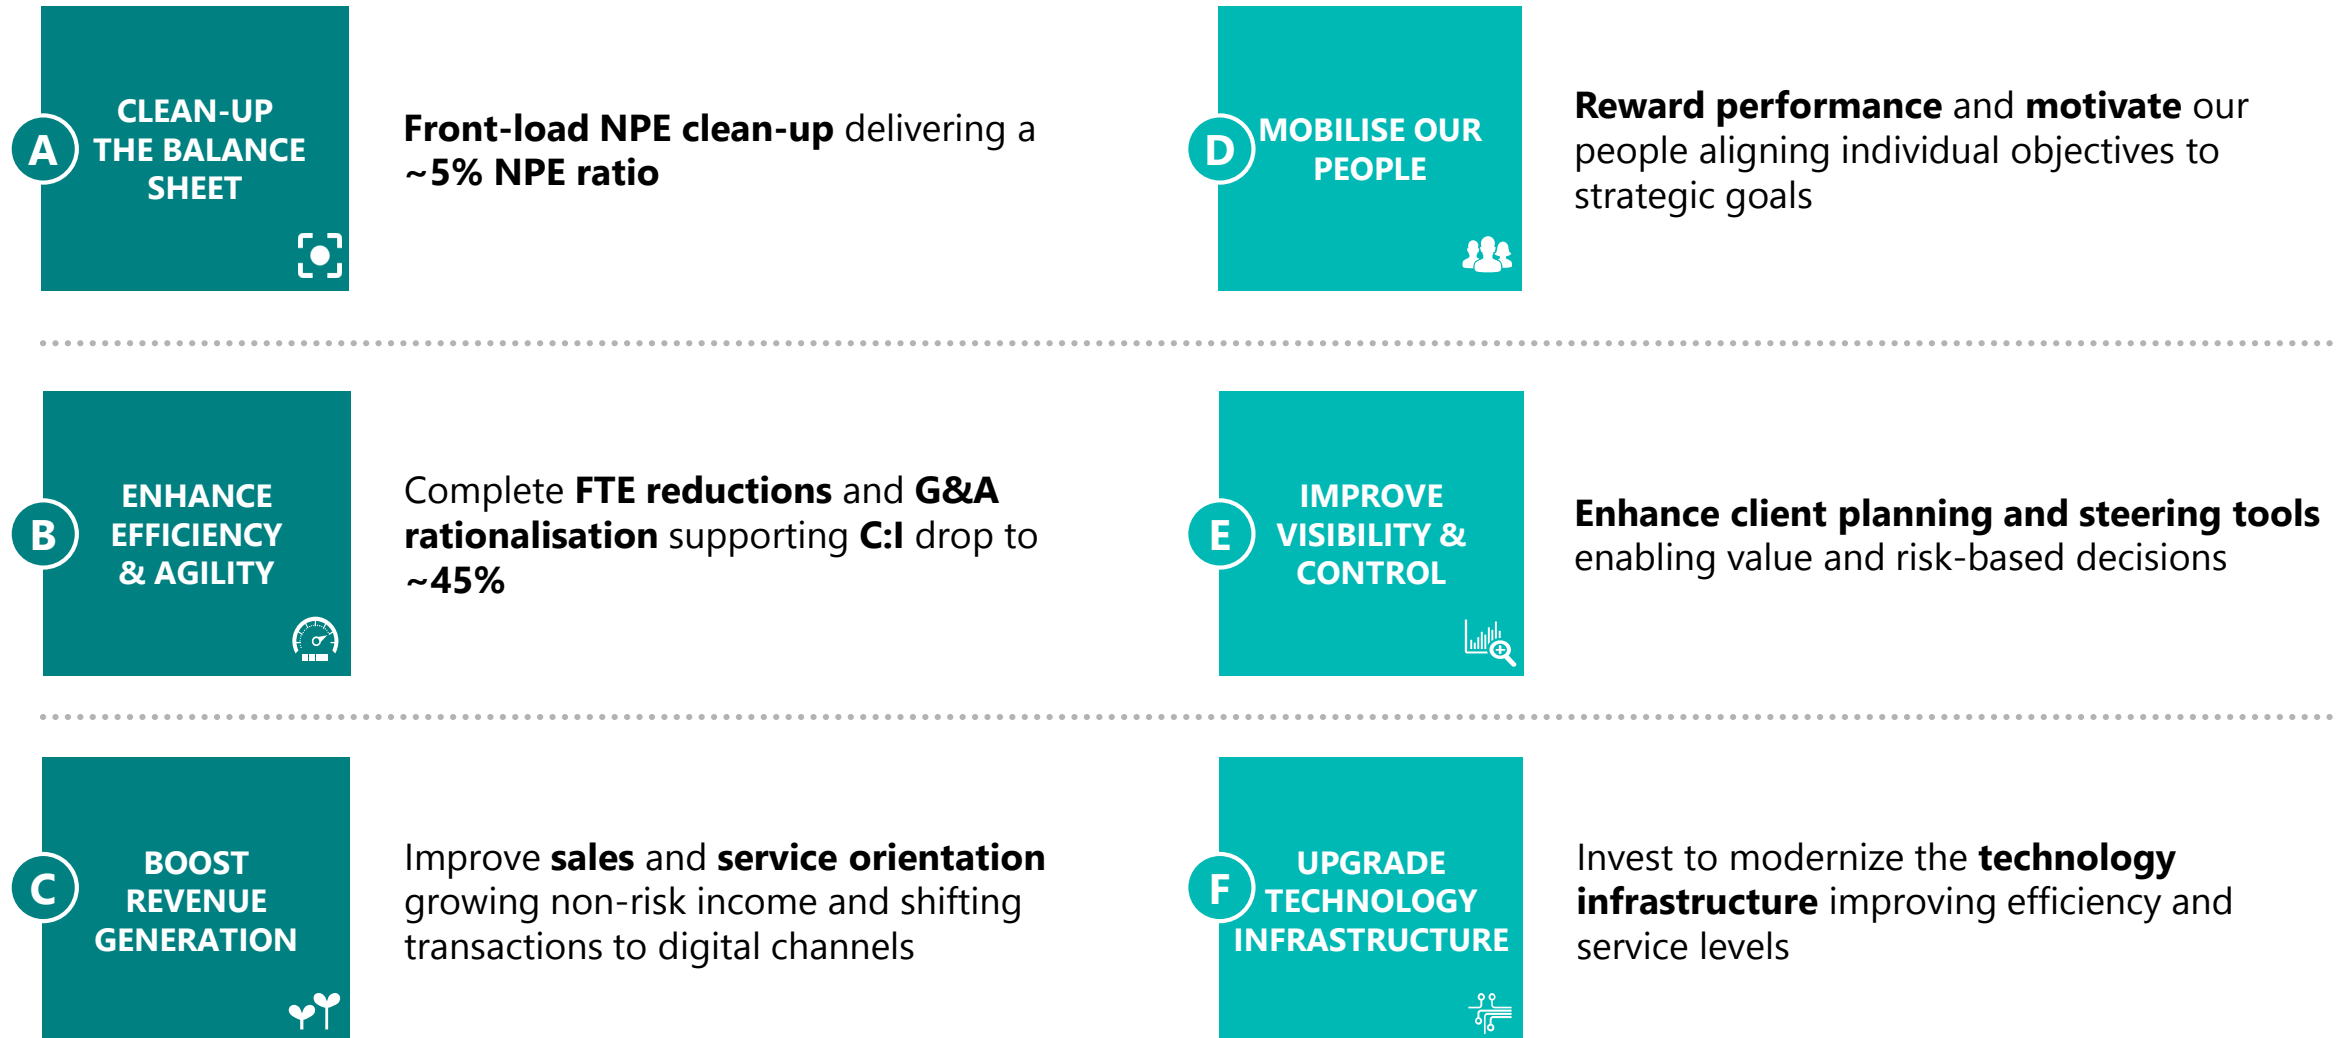 A
CLEAN-UP
THE BALANCE
SHEET
Front-load NPE clean-up delivering a
~5% NPE ratio
B
ENHANCE
EFFICIENCY
& AGILITY
Complete FTE reductions and G&A
rationalisation supporting C:I drop to
~45%
C
BOOST
REVENUE
GENERATION
Improve sales and service orientation
growing non-risk income and shifting
transactions to digital channels
D
MOBILISE OUR
PEOPLE
Reward performance and motivate our
people aligning individual objectives to
strategic goals
E
IMPROVE
VISIBILITY &
CONTROL
Enhance client planning and steering tools
enabling value and risk-based decisions
F
UPGRADE
TECHNOLOGY
INFRASTRUCTURE
Invest to modernize the technology
infrastructure improving efficiency and
service levels